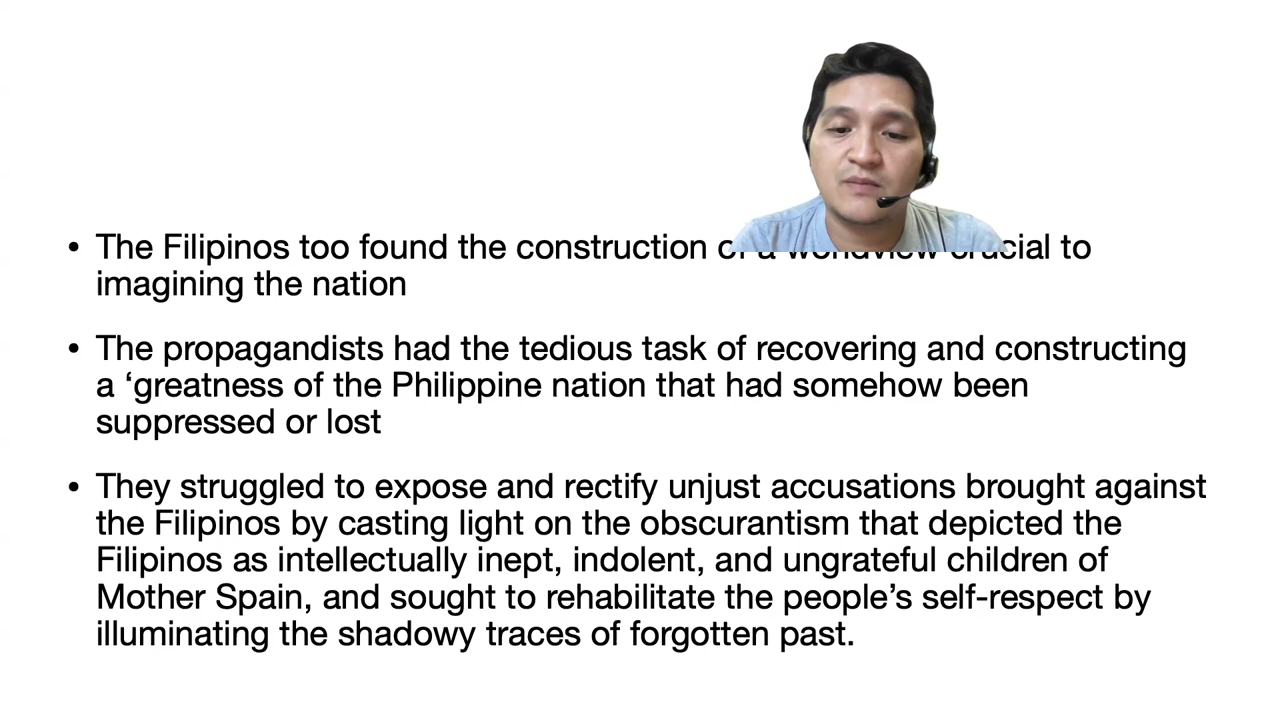 • The Filipinos too found the construction of a worldview crucial to
imagining the nation
• The propagandists had the tedious task of recovering and constructing
a ‘greatness of the Philippine nation that had somehow been
suppressed or lost
• They struggled to expose and rectify unjust accusations brought against
the Filipinos by casting light on the obscurantism that depicted the
Filipinos as intellectually inept, indolent, and ungrateful children of
Mother Spain, and sought to rehabilitate the people’s self-respect by
illuminating the shadowy traces of forgotten past.